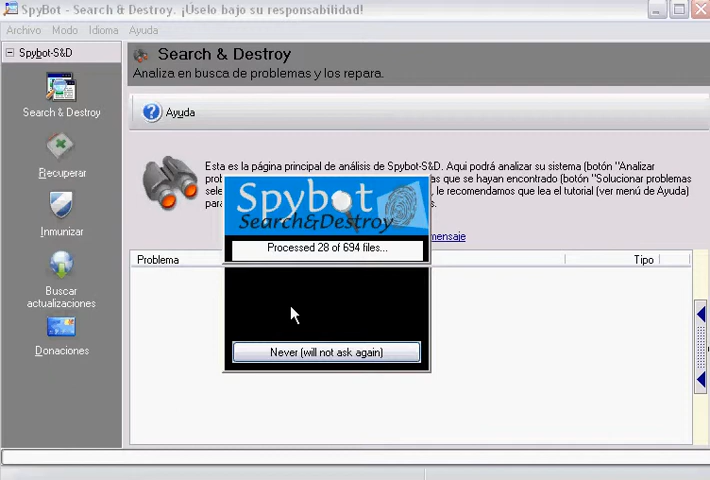 SpyBot - Search & Destroy. ¡Uselo bajo su responsabilidad!
Archivo Modo Idioma Ayuda
Spybot-S&D
Search & Destroy
Analiza en busca de problemas y los repara.
Search & Destroy
Ayuda
Recuperar
Inmunizar
Buscar
actualizaciones
Donaciones
Esta es la página principal de análisis de Spybot-S&D. Aqui podrá analizar su sistema (botón "Analizar
as que se hayan encontrado (botón "Solucionar problemas
, le recomendamos que lea el tutorial (ver menú de Ayuda)
mensaje
Spybot
Search&Destroy
Processed 28 of 694 files...
Never (will not ask again)
Problema Tipo